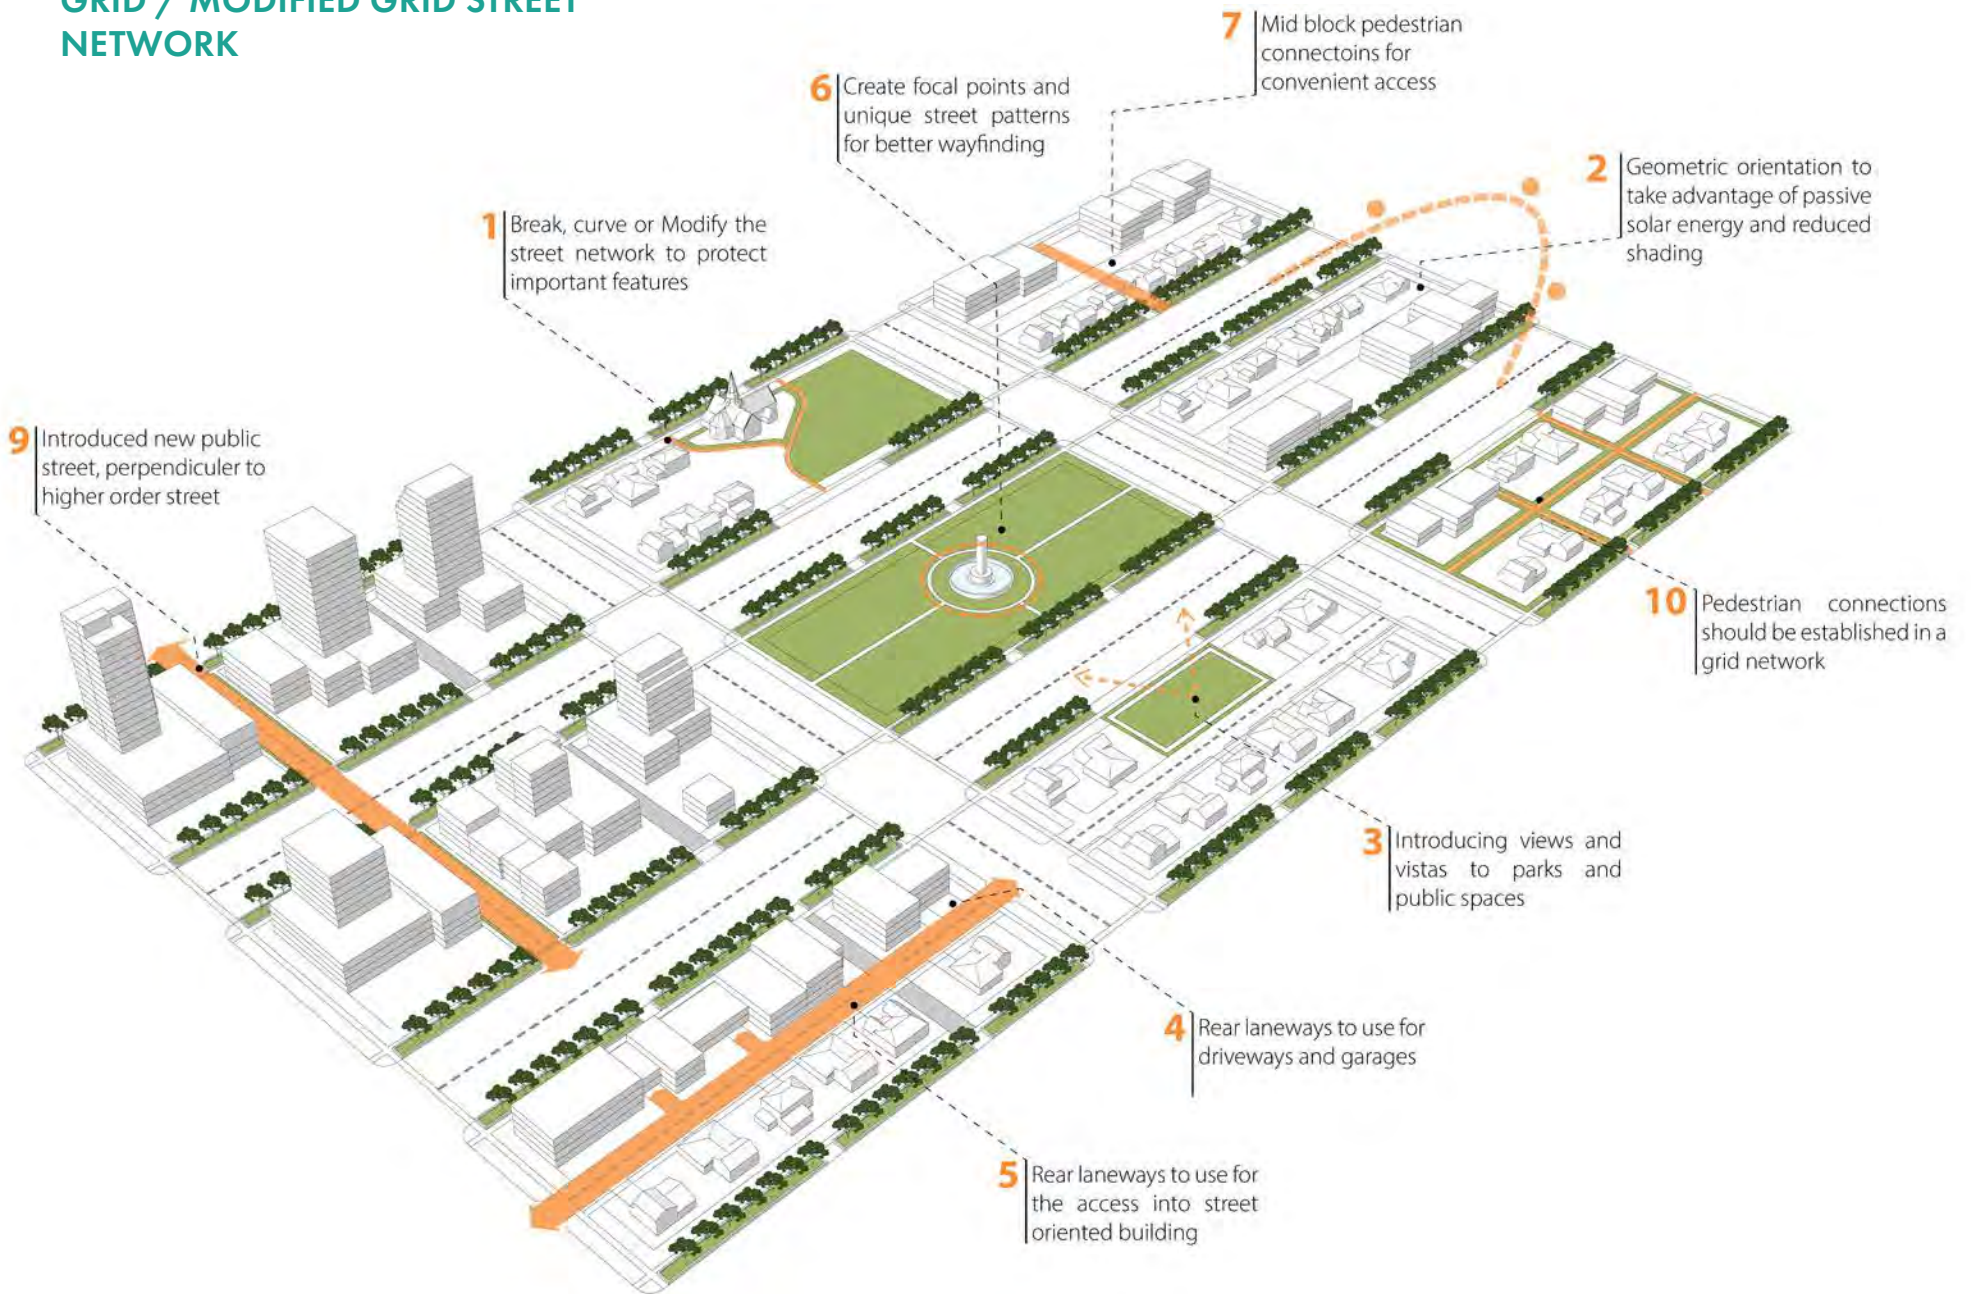 GRID / MODIFIED GRID STREET
NETWORK
7
Mid block pedestrian
connectoins for
convenient access
6
Create focal points and
unique street patterns
for better wayfinding
2
Geometric orientation to
take advantage of passive
solar energy and reduced
shading
1
Break, curve or Modify the
street network to protect
important features
9
Introduced new public
street, perpendiculer to
higher order street
10
Pedestrian connections
should be established in a
grid network
3
Introducing views and
vistas to parks and
public spaces
4
Rear laneways to use for
driveways and garages
5
Rear laneways to use for
the access into street
oriented building